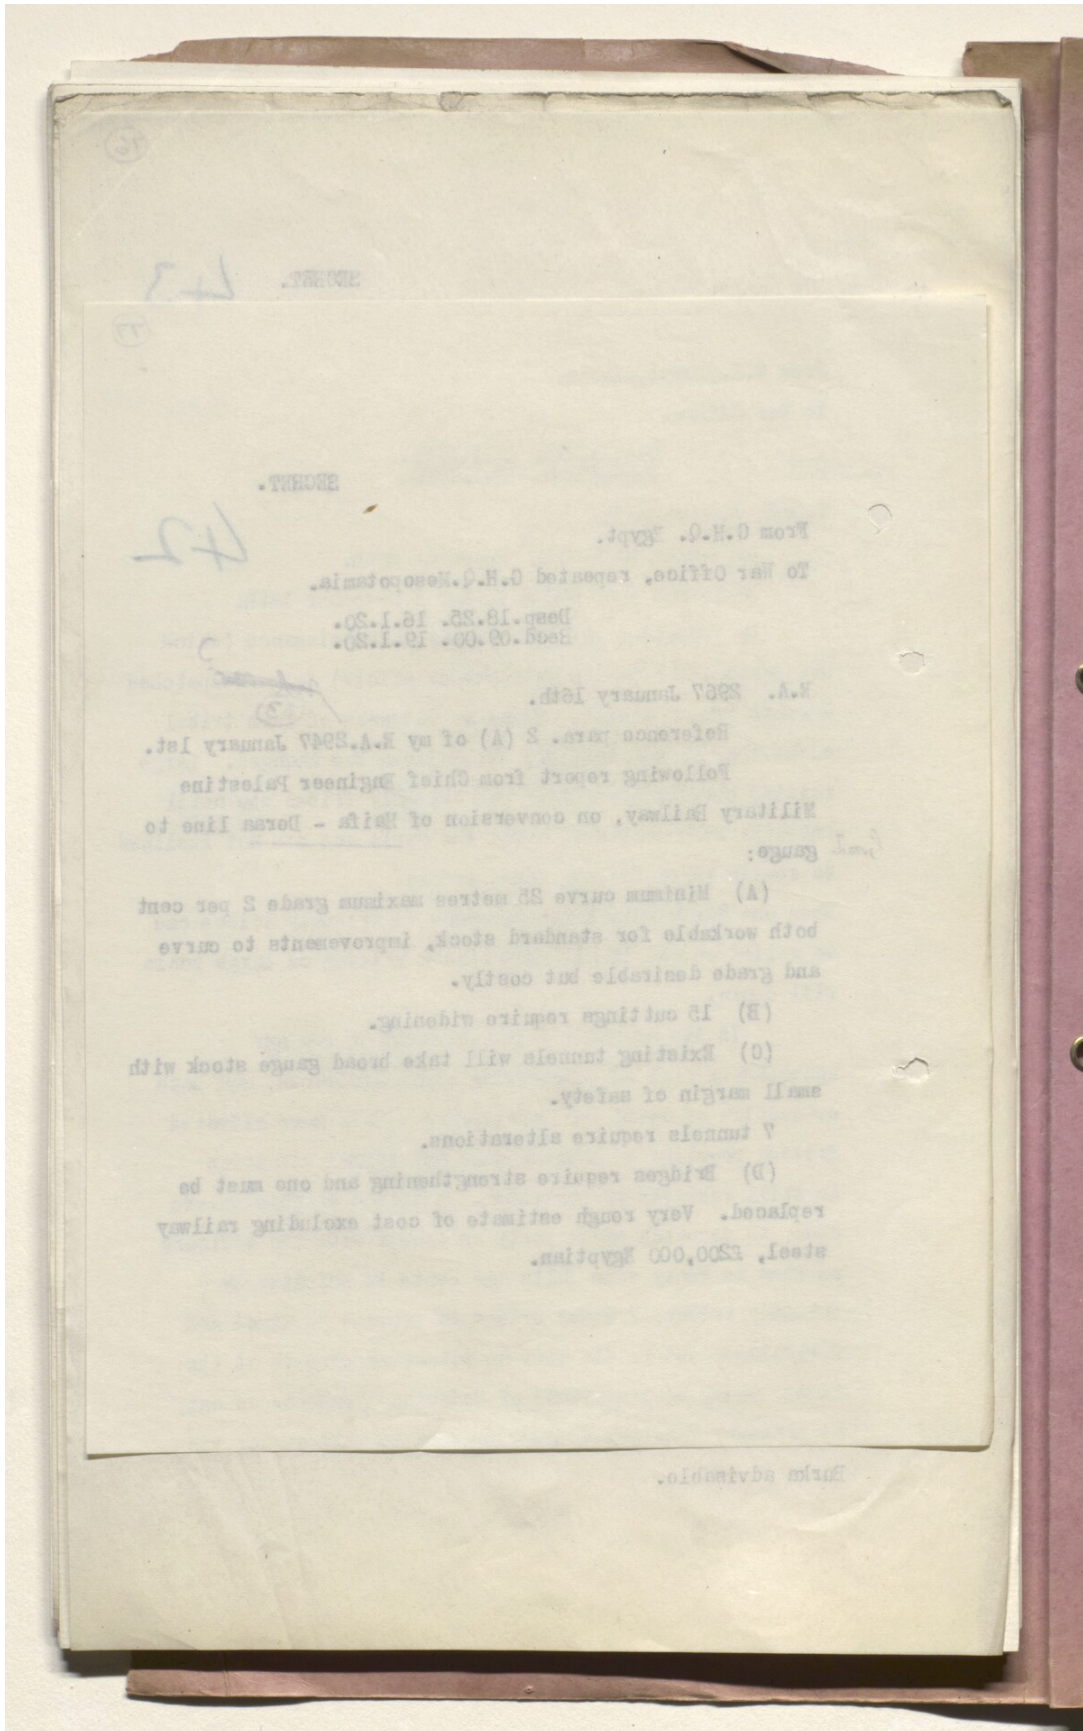 SECRET.
43
SECRET.
42
From G.H.Q. Egypt.
To War Office, repeated G.H.Q.Mesopotamia.
Desp.18.25. 16.1.20.
Recd.09.00. 19.1.20.
R.A. 2967 January 16th.
Reference para. 2 (A) of my R.A.2947 January 1st.
Following report from Chief Engineer Palestine
Military Railway, on conversion of Haifa - Deraa line to
gauge:
(A) Minimum curve 25 metres maximum grade 2 per cent
both workable for standard stock, improvements to curve
and grade desirable but costly.
(B) 15 cuttings require widening.
(C) Existing tunnels will take broad gauge stock with
small margin of safety.
7 tunnels require alterations.
(D) Bridges require strengthening and one must be
replaced. Very rough estimate of cost excluding railway
steel, £200,000 Egyptian.
Burka advisable.